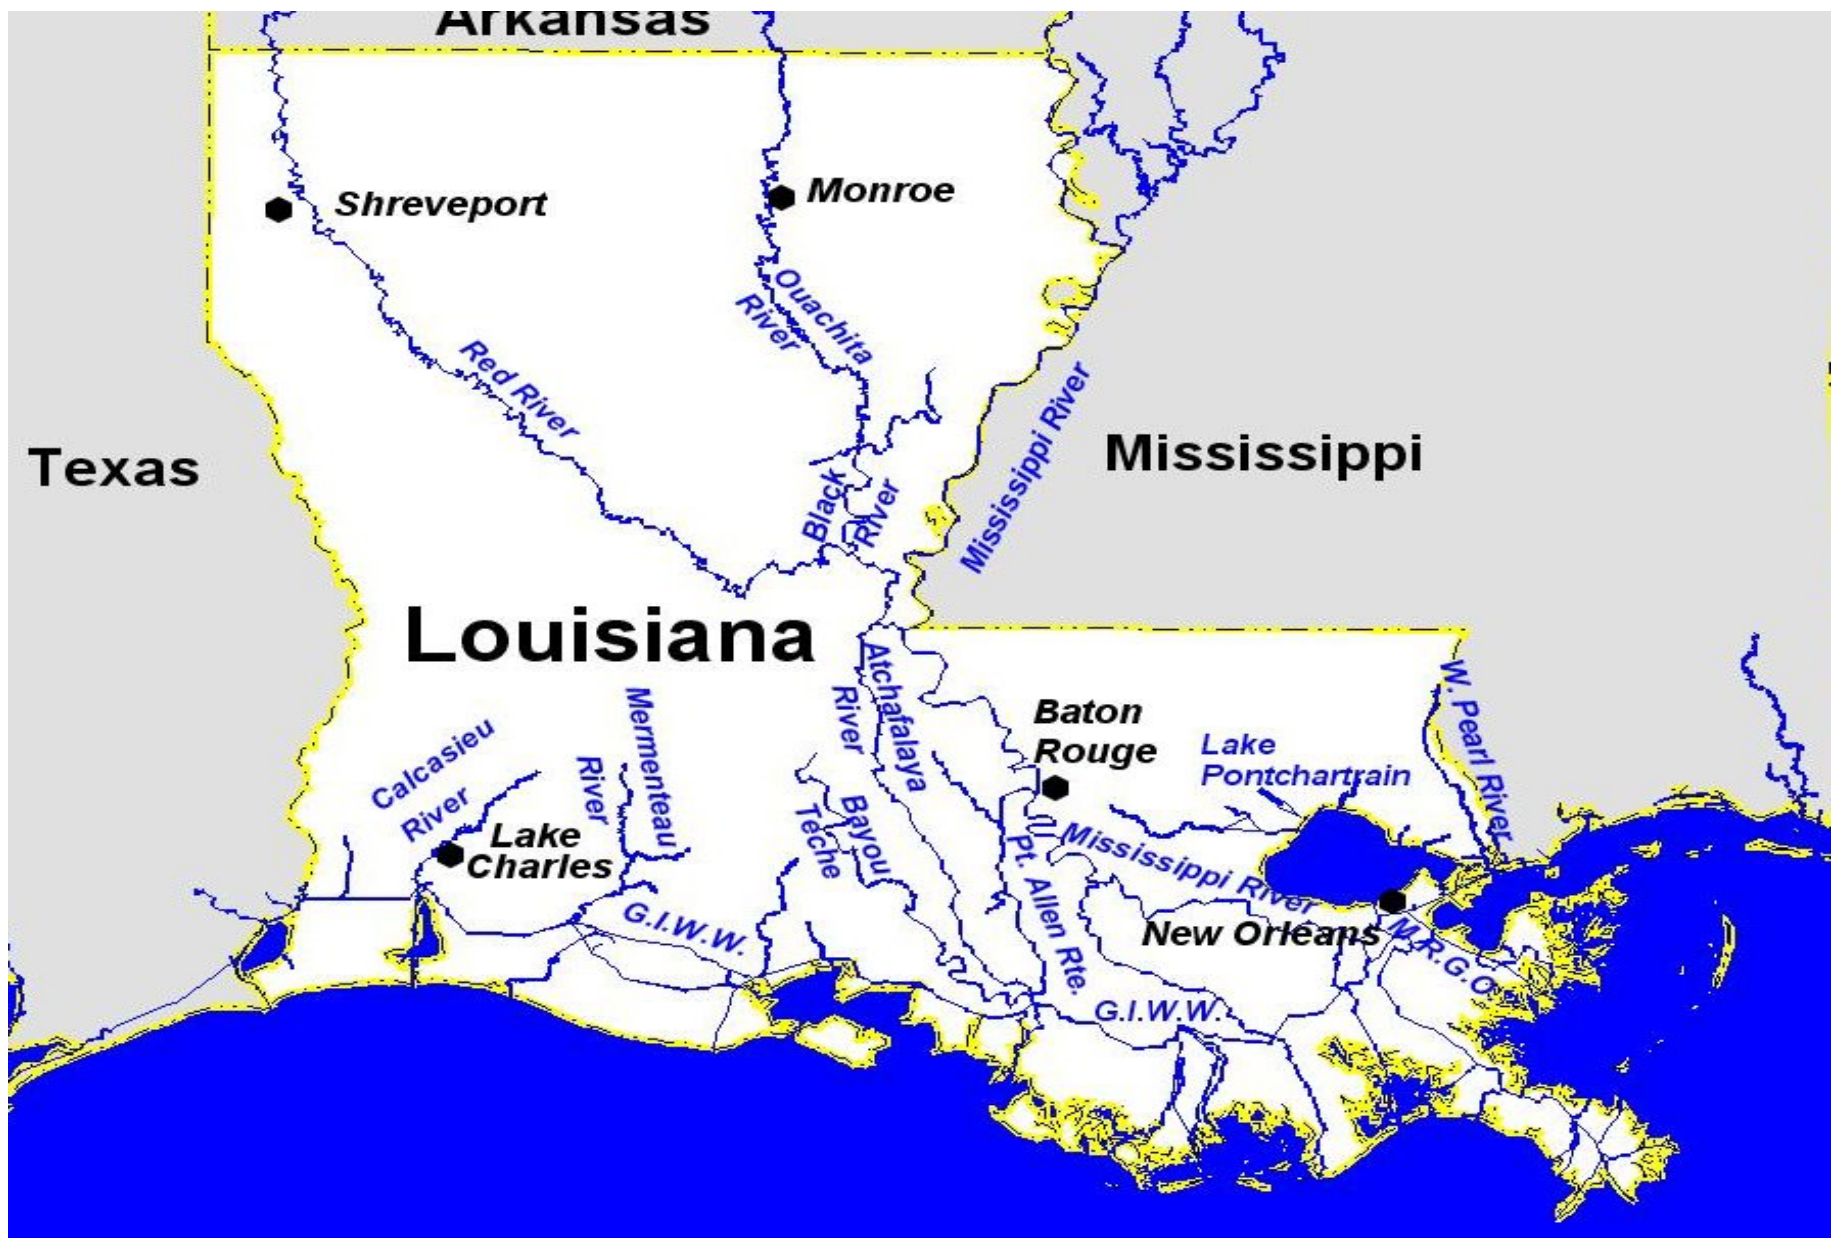 Arkansas
Shreveport
Monroe
Ouachita
River
Red River
Mississippi River
Texas
Mississippi
Black
River
Louisiana
Atchafalaya
River
Mermenteau
River
Calcasieu
River
W. Pearl River
Baton
Rouge
Lake
Pontchartrain
Lake
Charles
Bayou
Teche
Mississippi River
Pt. Allen Rte.
G.I.W.W.
New Orleans
M.R.G.O.
G.I.W.W.